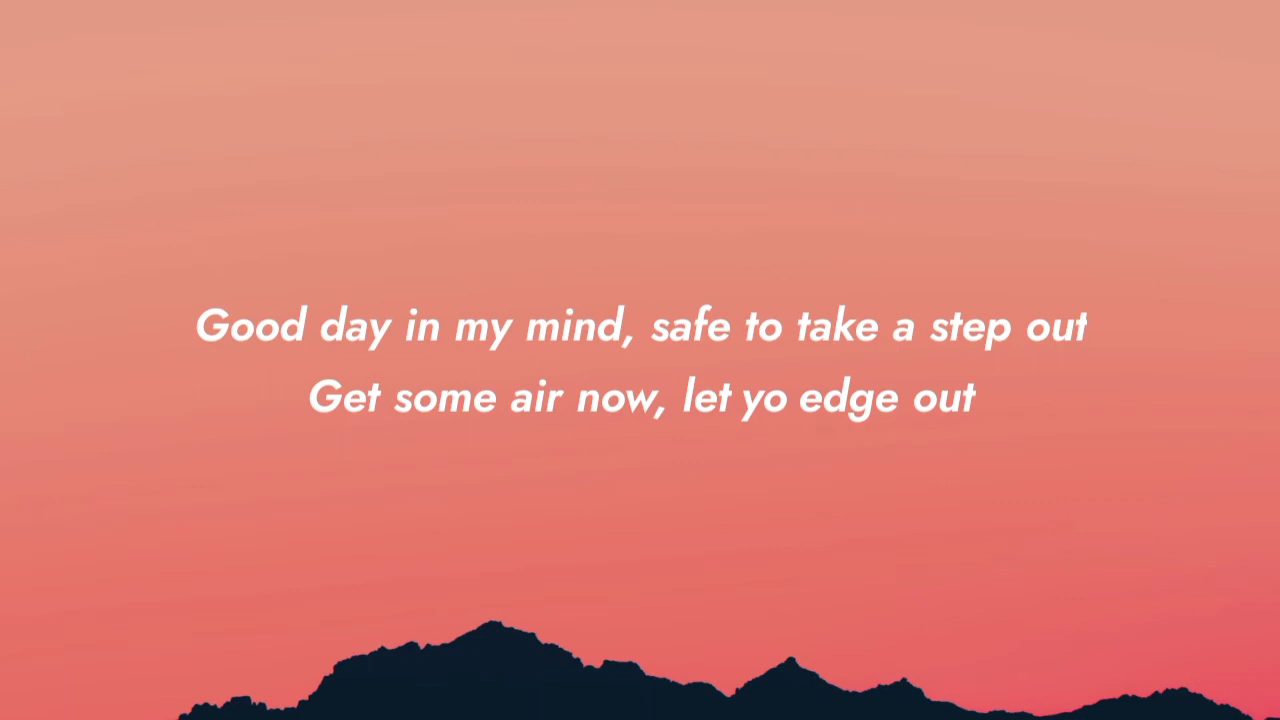 Good day in my mind, safe to take a step out
Get some air now, let yo edge out